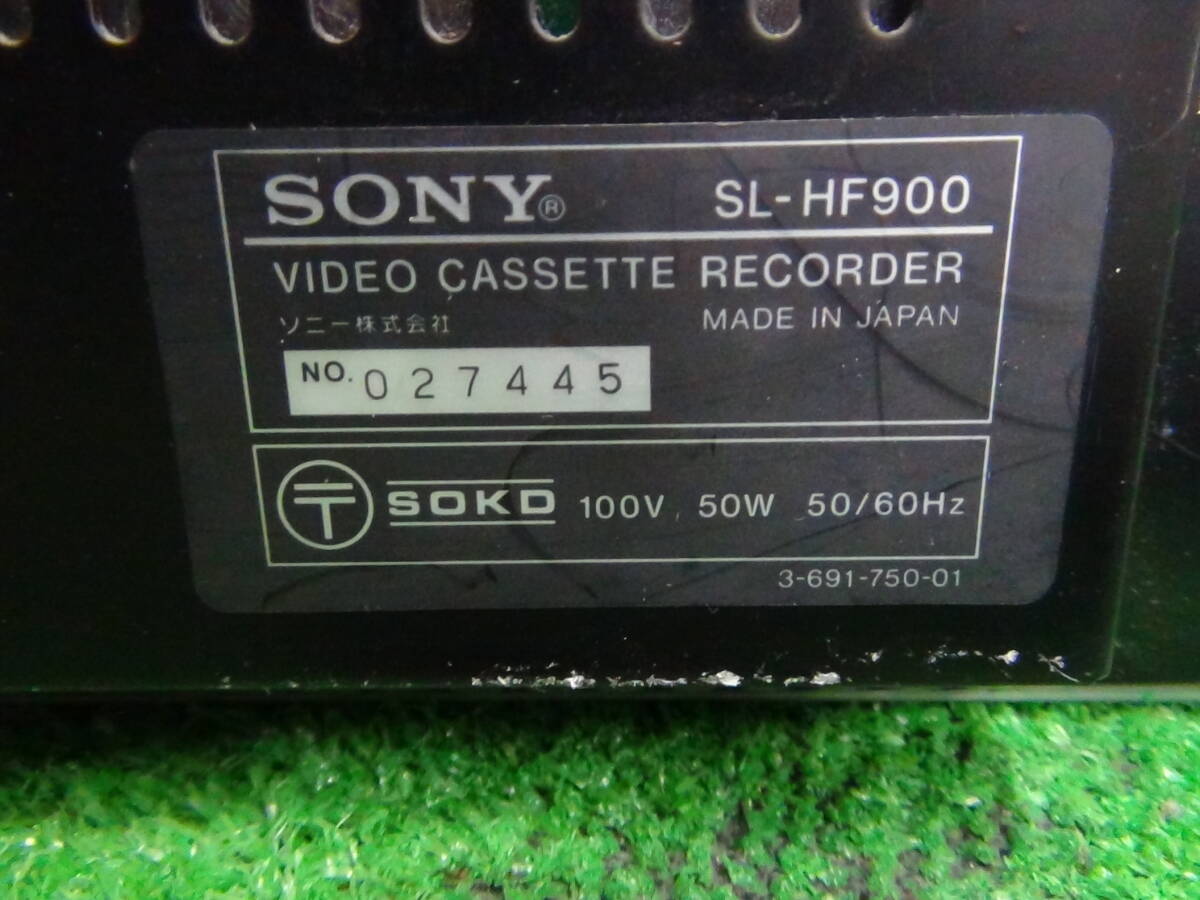 SONY® SL-HF900
VIDEO CASSETTE RECORDER
ソニー株式会社 MADE IN JAPAN
NO. 027445
〒 SOKD 100V 50W 50/60Hz
3-691-750-01